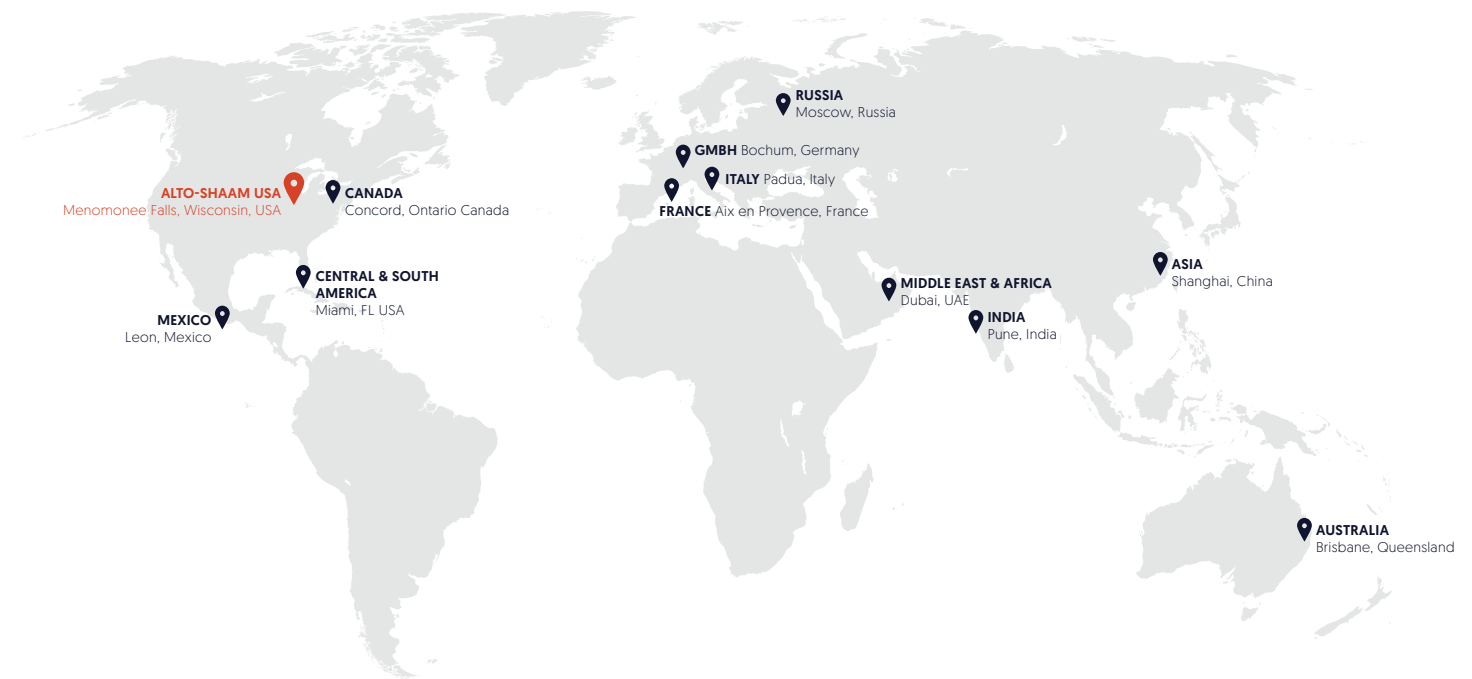 RUSSIA
Moscow, Russia
GMBH Bochum, Germany
ITALY Padua, Italy
ALTO-SHAAM USA
Menomonee Falls, Wisconsin, USA
CANADA
Concord, Ontario Canada
FRANCE Aix en Provence, France
ASIA
Shanghai, China
CENTRAL & SOUTH
AMERICA
Miami, FL USA
MIDDLE EAST & AFRICA
Dubai, UAE
MEXICO
Leon, Mexico
INDIA
Pune, India
AUSTRALIA
Brisbane, Queensland